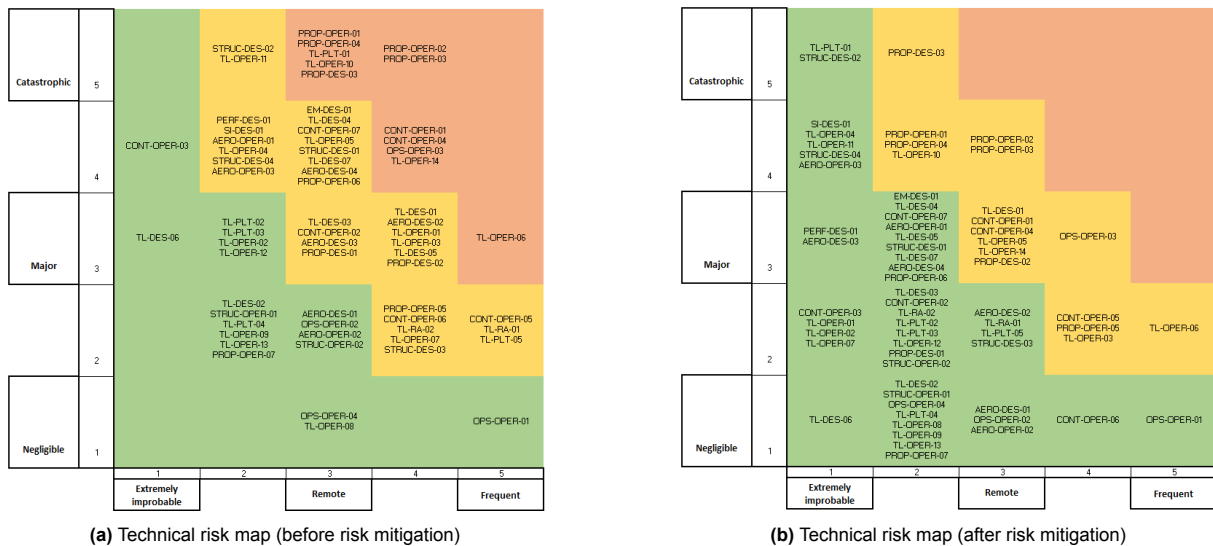 STRUC-DES-02
TL-OPER-11
PROP-OPER-01
PROP-OPER-04
TL-PLT-01
TL-OPER-10
PROP-DES-03
PROP-OPER-02
PROP-OPER-03
Catastrophic
5
CONT-OPER-03
PERF-DES-01
SI-DES-01
AERO-OPER-01
TL-OPER-04
STRUC-DES-04
AERO-OPER-03
EM-DES-01
TL-DES-04
CONT-OPER-07
TL-OPER-05
STRUC-DES-01
TL-DES-07
AERO-DES-04
PROP-OPER-06
CONT-OPER-01
CONT-OPER-04
OPS-OPER-03
TL-OPER-14
4
TL-DES-06
TL-PLT-02
TL-PLT-03
TL-OPER-02
TL-OPER-12
TL-DES-03
CONT-OPER-02
AERO-DES-03
PROP-DES-01
TL-DES-01
AERO-DES-02
TL-OPER-01
TL-OPER-03
TL-DES-05
PROP-DES-02
TL-OPER-06
Major
3
TL-DES-02
STRUC-OPER-01
TL-PLT-04
TL-OPER-09
TL-OPER-13
PROP-OPER-07
AERO-DES-01
OPS-OPER-02
AERO-OPER-02
STRUC-OPER-02
PROP-OPER-05
CONT-OPER-06
TL-RA-02
TL-OPER-07
STRUC-DES-03
CONT-OPER-05
TL-RA-01
TL-PLT-05
2
OPS-OPER-04
TL-OPER-08
OPS-OPER-01
Negligible
1
1 2 3 4 5
Extremely
improbable
Remote
Frequent
(a) Technical risk map (before risk mitigation)
TL-PLT-01
STRUC-DES-02
PROP-DES-03
Catastrophic
5
SI-DES-01
TL-OPER-04
TL-OPER-11
STRUC-DES-04
AERO-OPER-03
PROP-OPER-01
PROP-OPER-04
TL-OPER-10
PROP-OPER-02
PROP-OPER-03
4
PERF-DES-01
AERO-DES-03
EM-DES-01
TL-DES-04
CONT-OPER-07
AERO-OPER-01
TL-DES-05
STRUC-DES-01
TL-DES-07
AERO-DES-04
PROP-OPER-06
TL-DES-01
CONT-OPER-01
CONT-OPER-04
TL-OPER-05
TL-OPER-14
PROP-DES-02
OPS-OPER-03
Major
3
CONT-OPER-03
TL-OPER-01
TL-OPER-02
TL-OPER-07
TL-DES-03
CONT-OPER-02
TL-RA-02
TL-PLT-02
TL-PLT-03
TL-OPER-12
PROP-DES-01
STRUC-OPER-02
AERO-DES-02
TL-RA-01
TL-PLT-05
STRUC-DES-03
CONT-OPER-05
PROP-OPER-05
TL-OPER-03
TL-OPER-06
2
TL-DES-06
TL-DES-02
STRUC-OPER-01
OPS-OPER-04
TL-PLT-04
TL-OPER-08
TL-OPER-09
TL-OPER-13
PROP-OPER-07
AERO-DES-01
OPS-OPER-02
AERO-OPER-02
CONT-OPER-06
OPS-OPER-01
Negligible
1
1 2 3 4 5
Extremely
improbable
Remote
Frequent
(b) Technical risk map (after risk mitigation)